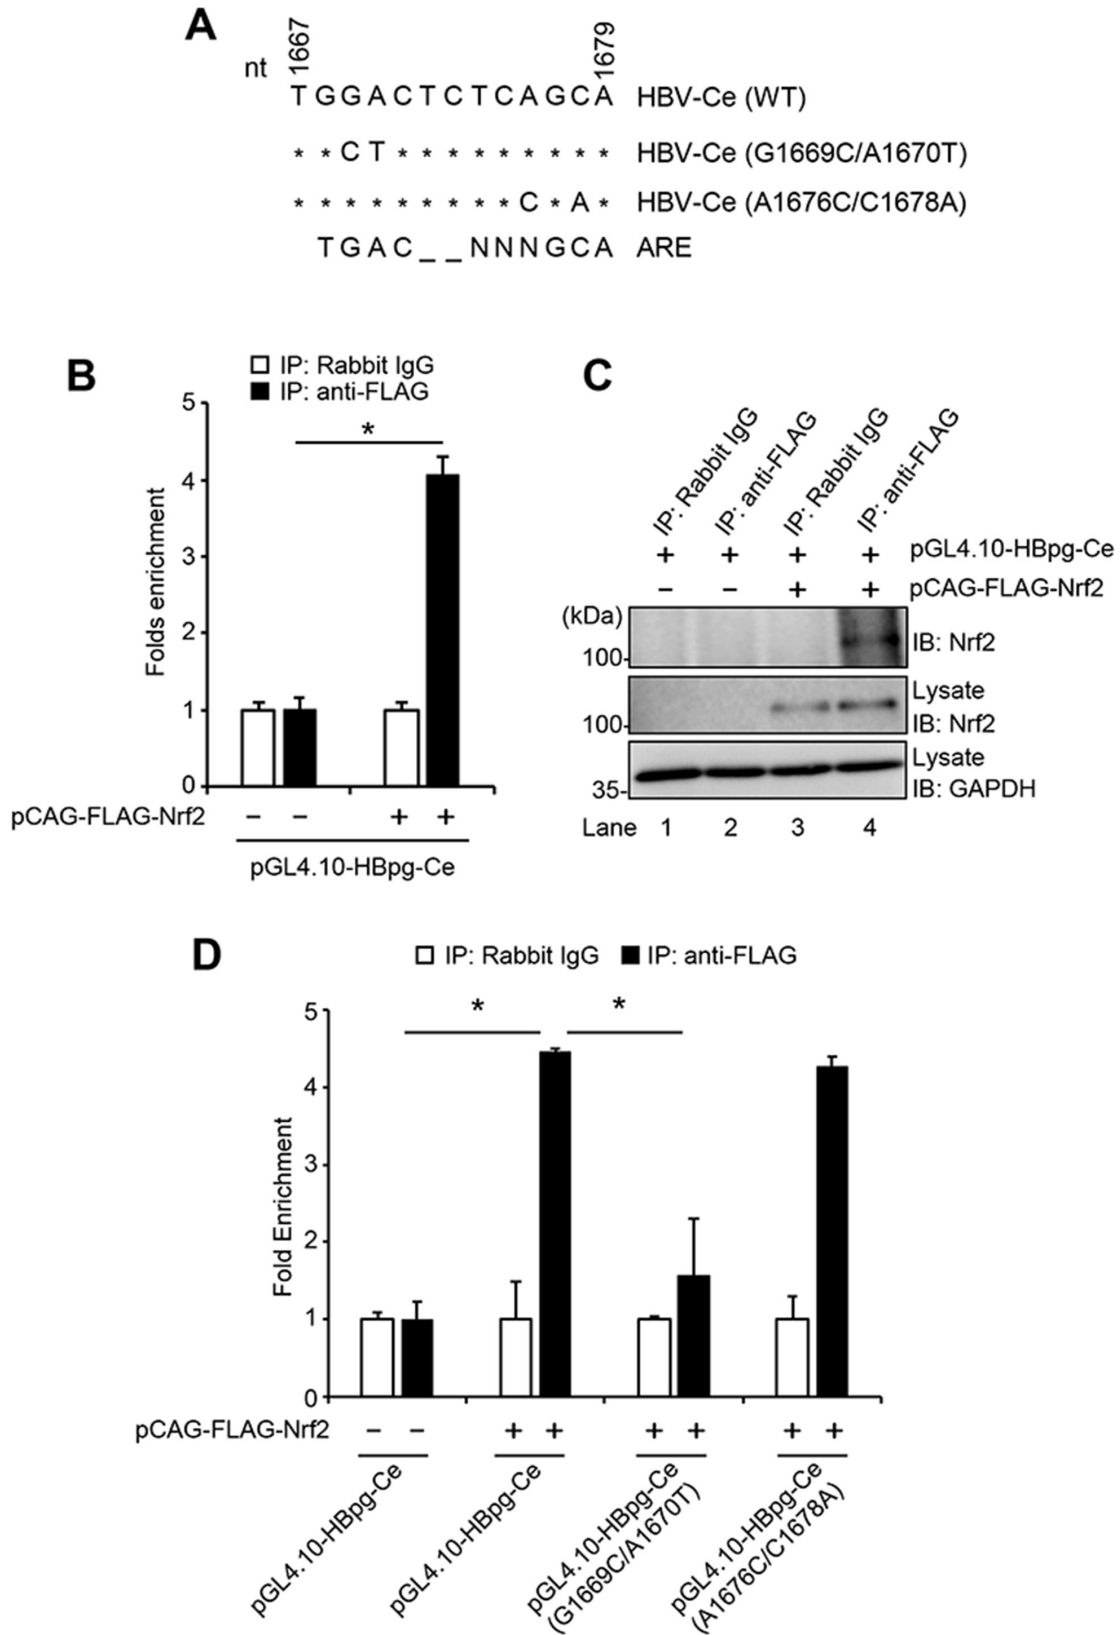 A
nt 1667 1679
T G G A C T C T C A G C A HBV-Ce (WT)
* * C T * * * * * * * * * HBV-Ce (G1669C/A1670T)
* * * * * * * * * C * A * HBV-Ce (A1676C/C1678A)
T G A C _ _ N N N G C A ARE
B
IP: Rabbit IgG
IP: anti-FLAG
*
Folds enrichment
5
4
3
2
1
0
pCAG-FLAG-Nrf2 − − + +
pGL4.10-HBpg-Ce
C
IP: Rabbit IgG
IP: anti-FLAG
IP: Rabbit IgG
IP: anti-FLAG
+ + + + pGL4.10-HBpg-Ce
− − + + pCAG-FLAG-Nrf2
(kDa)
100- IB: Nrf2
Lysate
100- IB: Nrf2
Lysate
35- IB: GAPDH
Lane 1 2 3 4
D
IP: Rabbit IgG IP: anti-FLAG
* *
Fold Enrichment
5
4
3
2
1
0
pCAG-FLAG-Nrf2 − − + + + + + +
pGL4.10-HBpg-Ce
pGL4.10-HBpg-Ce
pGL4.10-HBpg-Ce
(G1669C/A1670T)
pGL4.10-HBpg-Ce
(A1676C/C1678A)